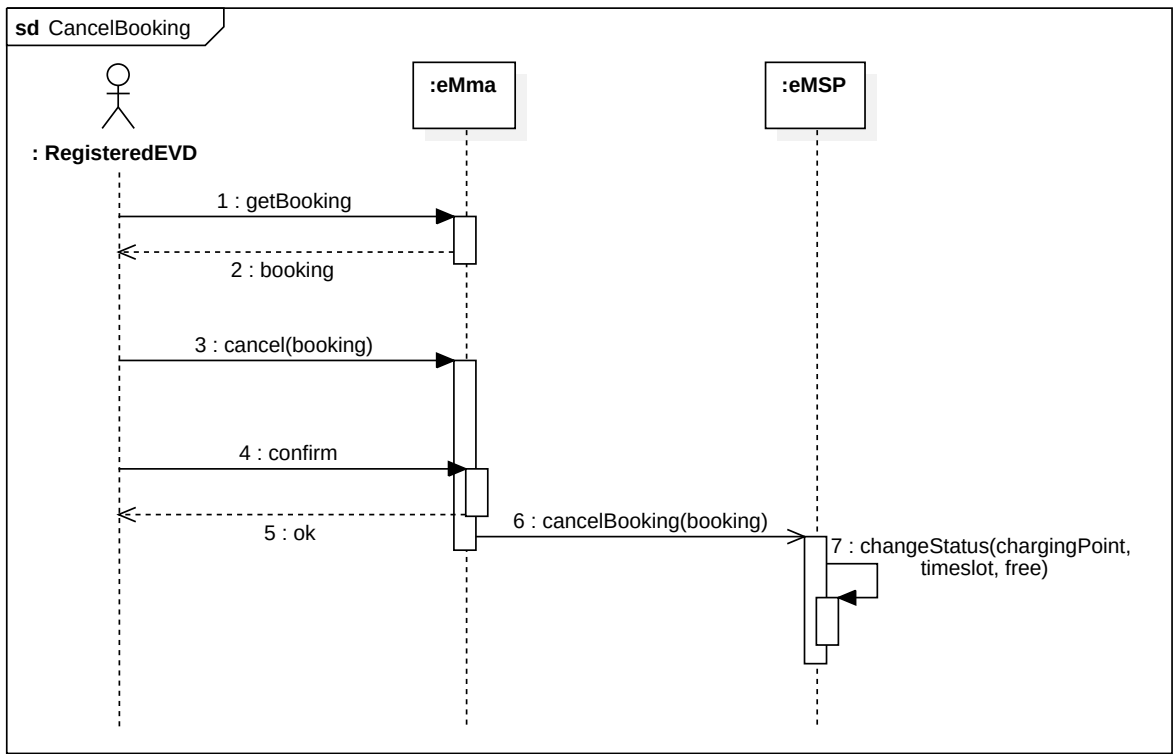 sd CancelBooking
:eMma
:eMSP
: RegisteredEVD
1 : getBooking
2 : booking
3 : cancel(booking)
4 : confirm
5 : ok
6 : cancelBooking(booking)
7 : changeStatus(chargingPoint,
timeslot, free)